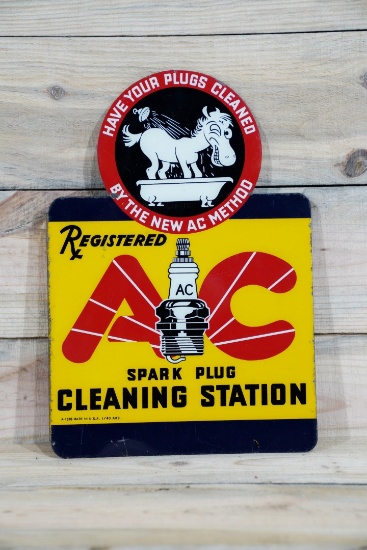 HAVE YOUR PLUGS CLEANED
BY THE NEW AC METHOD
REGISTERED
AC
AC
SPARK PLUG
CLEANING STATION